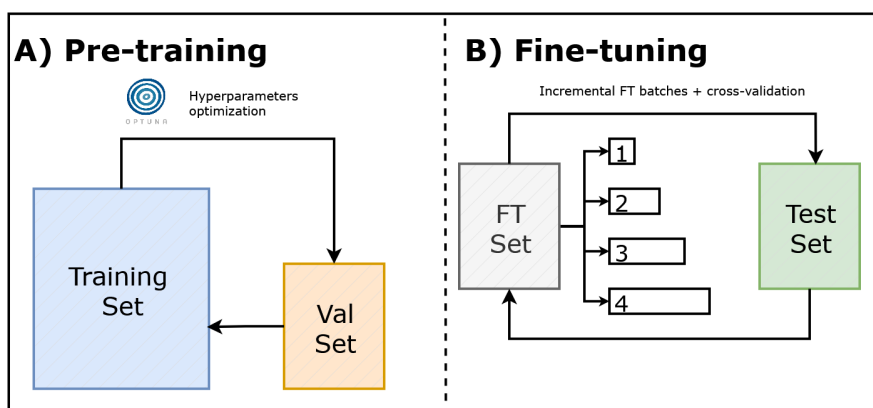 A) Pre-training
OPTUNA
Hyperparameters
optimization
Training
Set
Val
Set
B) Fine-tuning
Incremental FT batches + cross-validation
FT
Set
1
2
3
4
Test
Set